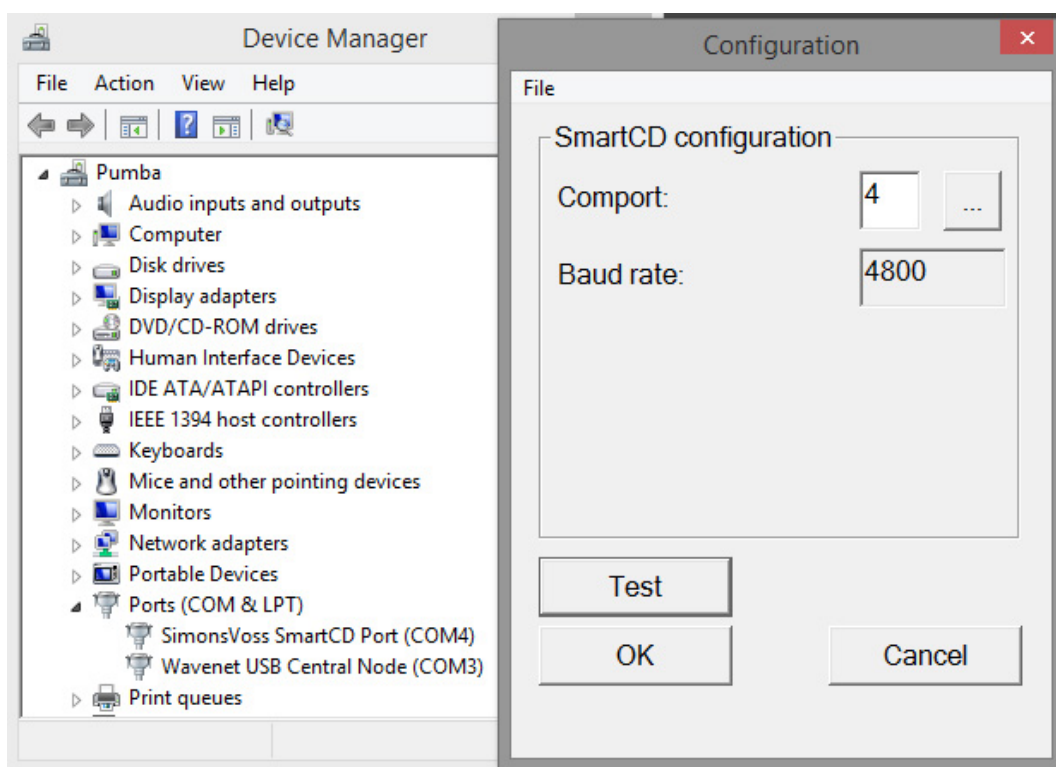 Device Manager
File Action View Help
Pumba
Audio inputs and outputs
Computer
Disk drives
Display adapters
DVD/CD-ROM drives
Human Interface Devices
IDE ATA/ATAPI controllers
IEEE 1394 host controllers
Keyboards
Mice and other pointing devices
Monitors
Network adapters
Portable Devices
Ports (COM & LPT)
SimonsVoss SmartCD Port (COM4)
Wavenet USB Central Node (COM3)
Print queues
Configuration
File
SmartCD configuration
Comport: 4 ...
Baud rate: 4800
Test
OK Cancel